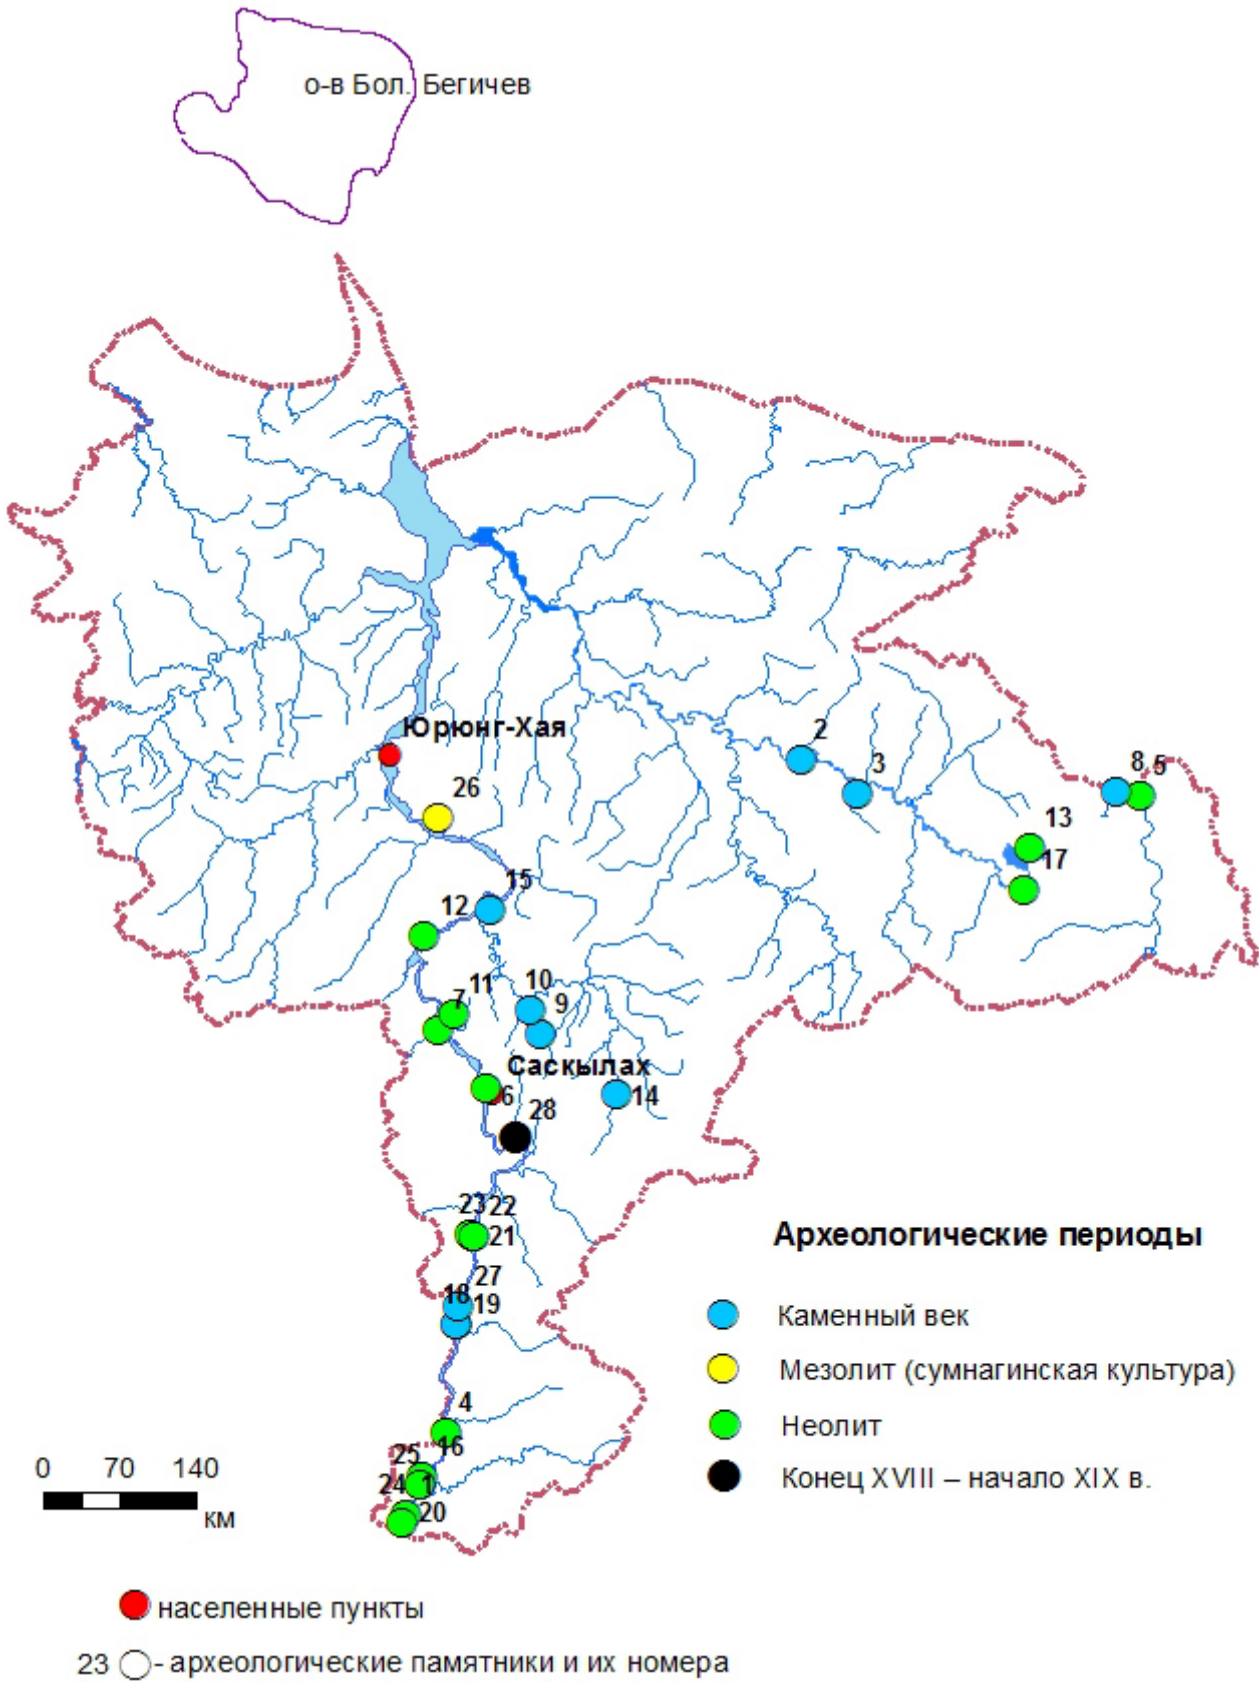 о-в Бол. Бегичев
Юрюнг-Хая
26
2
3
8
5
13
17
15
12
11
7
10
9
Саскылах
6
14
28
23
22
21
27
18
19
4
16
25
24
1
20
Археологические периоды
Каменный век
Мезолит (сумнагинская культура)
Неолит
Конец XVIII – начало XIX в.
0 70 140
км
населенные пункты
23 - археологические памятники и их номера